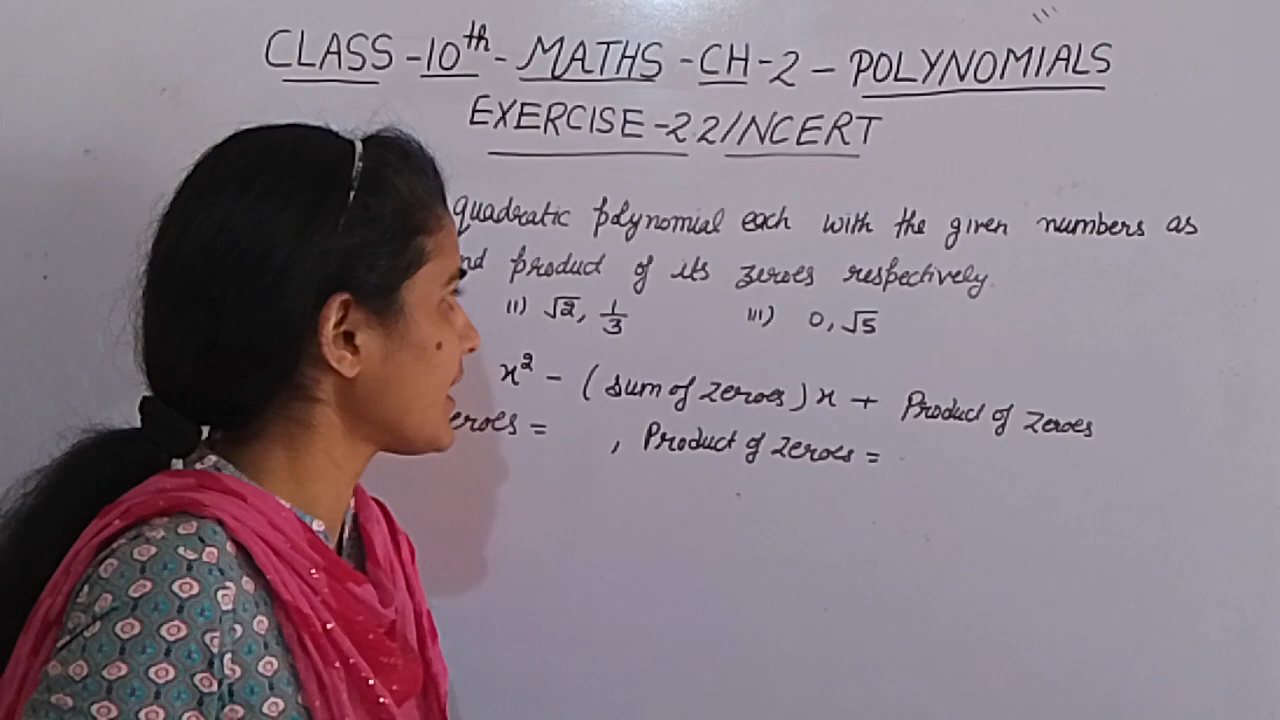 CLASS-10th-MATHS-CH-2-POLYNOMIALS
EXERCISE-22/NCERT
quadratic polynomial each with the given numbers as
nd product of its zeroes respectively.
ii) √2, 1/3 iii) 0, √5
x² - (sum of zeroes)x + Product of zeroes
eroes = , Product of zeroes =